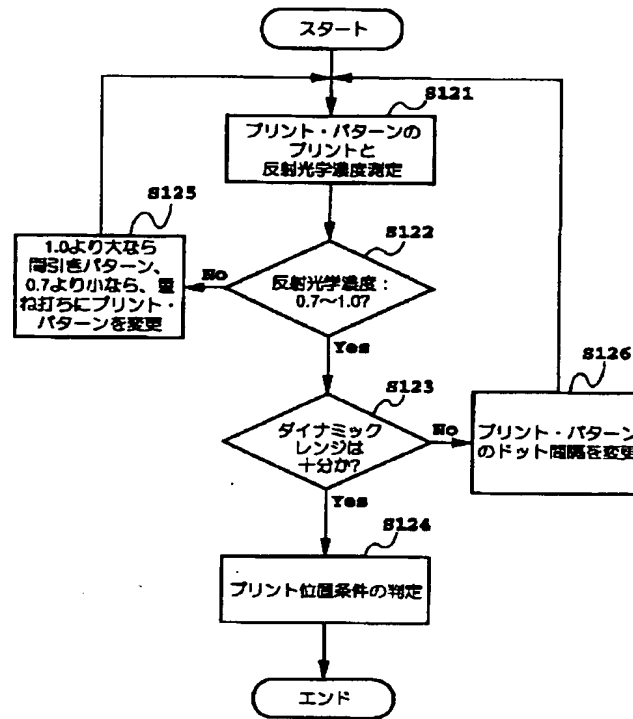 スタート
S121
プリント・パターンの
プリントと
反射光学濃度測定
S125
1.0より大なら
間引きパターン、
0.7より小なら、重
ね打ちにプリント・
パターンを変更
S122
No
反射光学濃度：
0.7〜1.0?
Yes
S123
ダイナミック
レンジは
十分か?
No
S126
プリント・パターン
のドット間隔を変更
Yes
S124
プリント位置条件の判定
エンド